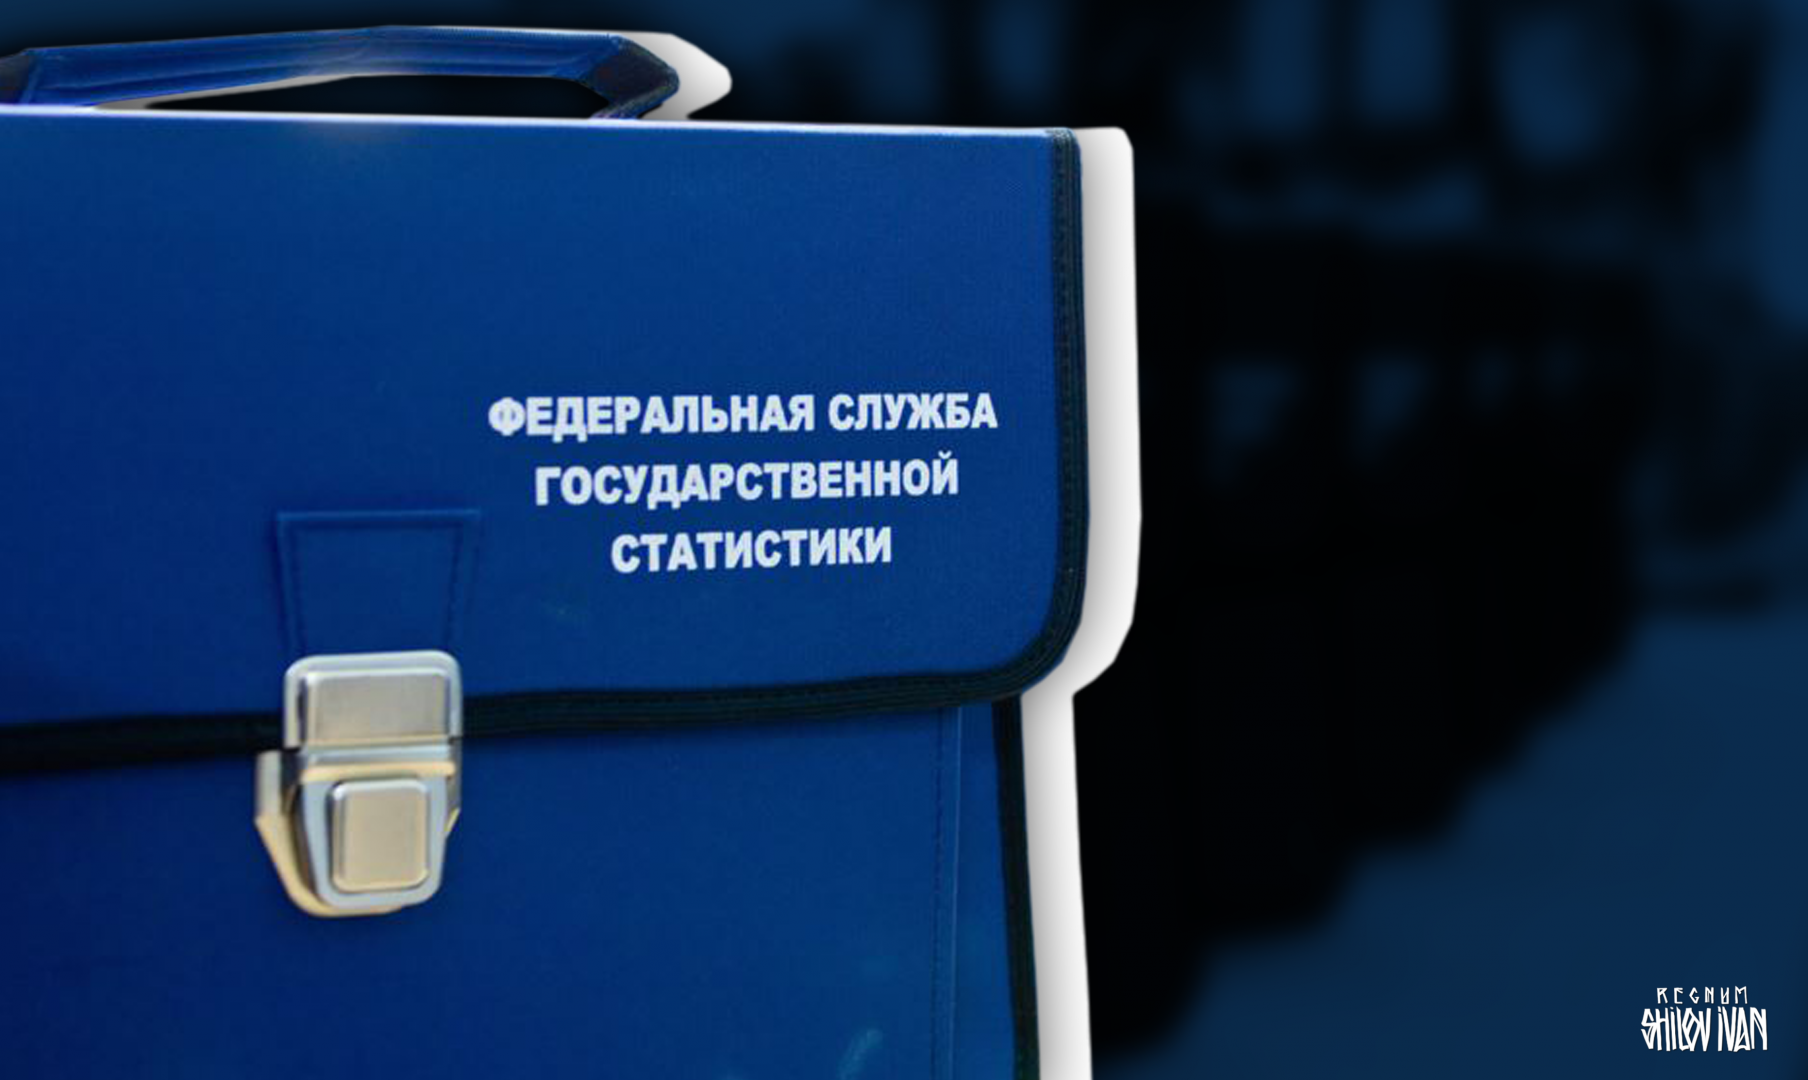 ФЕДЕРАЛЬНАЯ СЛУЖБА
ГОСУДАРСТВЕННОЙ
СТАТИСТИКИ
REGNUM
SHILOV IVAN